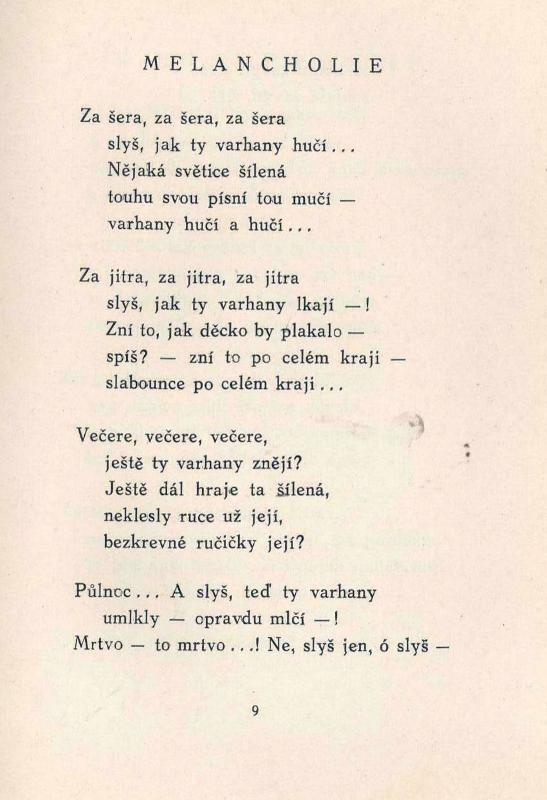 MELANCHOLIE
Za šera, za šera, za šera
slyš, jak ty varhany hučí...
Nějaká světice šílená
touhu svou písní tou mučí —
varhany hučí a hučí...
Za jitra, za jitra, za jitra
slyš, jak ty varhany lkají —!
Zní to, jak děcko by plakalo —
spíš? — zní to po celém kraji —
slabounce po celém kraji...
Večere, večere, večere,
ještě ty varhany znějí?
Ještě dál hraje ta šílená,
neklesly ruce už její,
bezkrevné ručičky její?
Půlnoc... A slyš, teď ty varhany
umlkly — opravdu mlčí —!
Mrtvo — to mrtvo...! Ne, slyš jen, ó slyš —
9